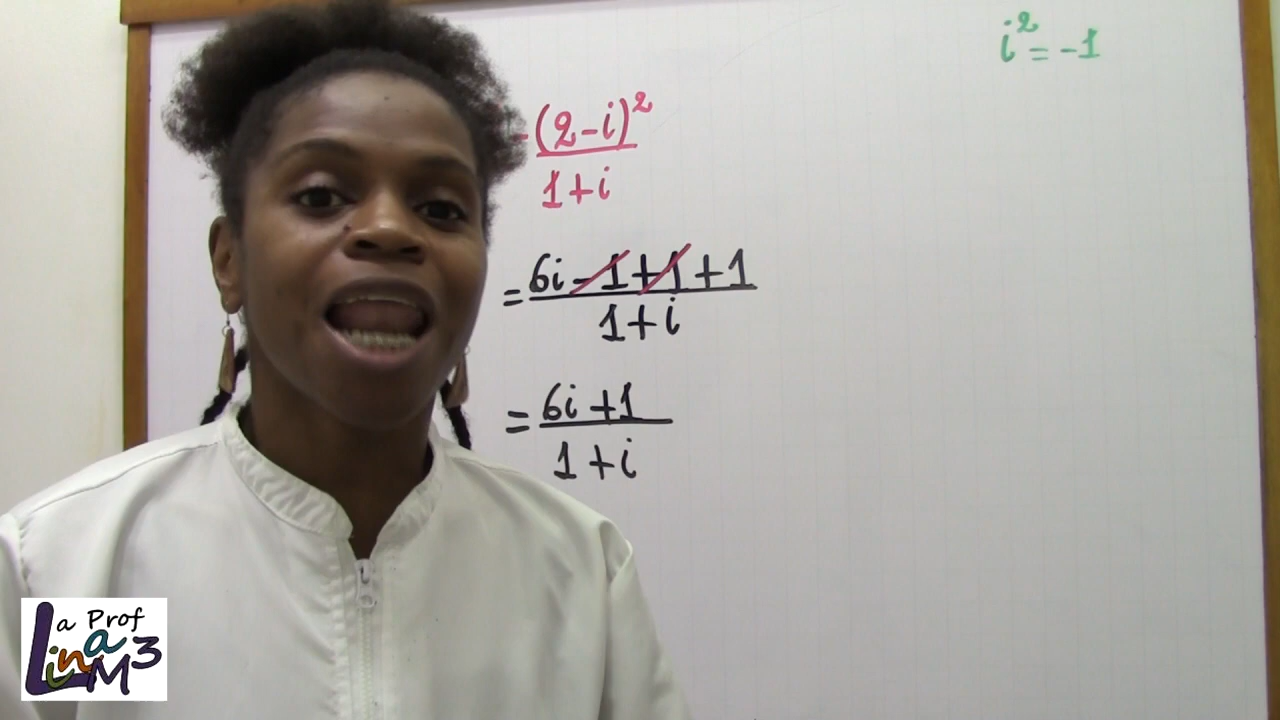 i² = -1
-(2-i)²
1+i
= 6i -1 +1 +1
1+i
= 6i +1
1+i
La Prof
Lina M3